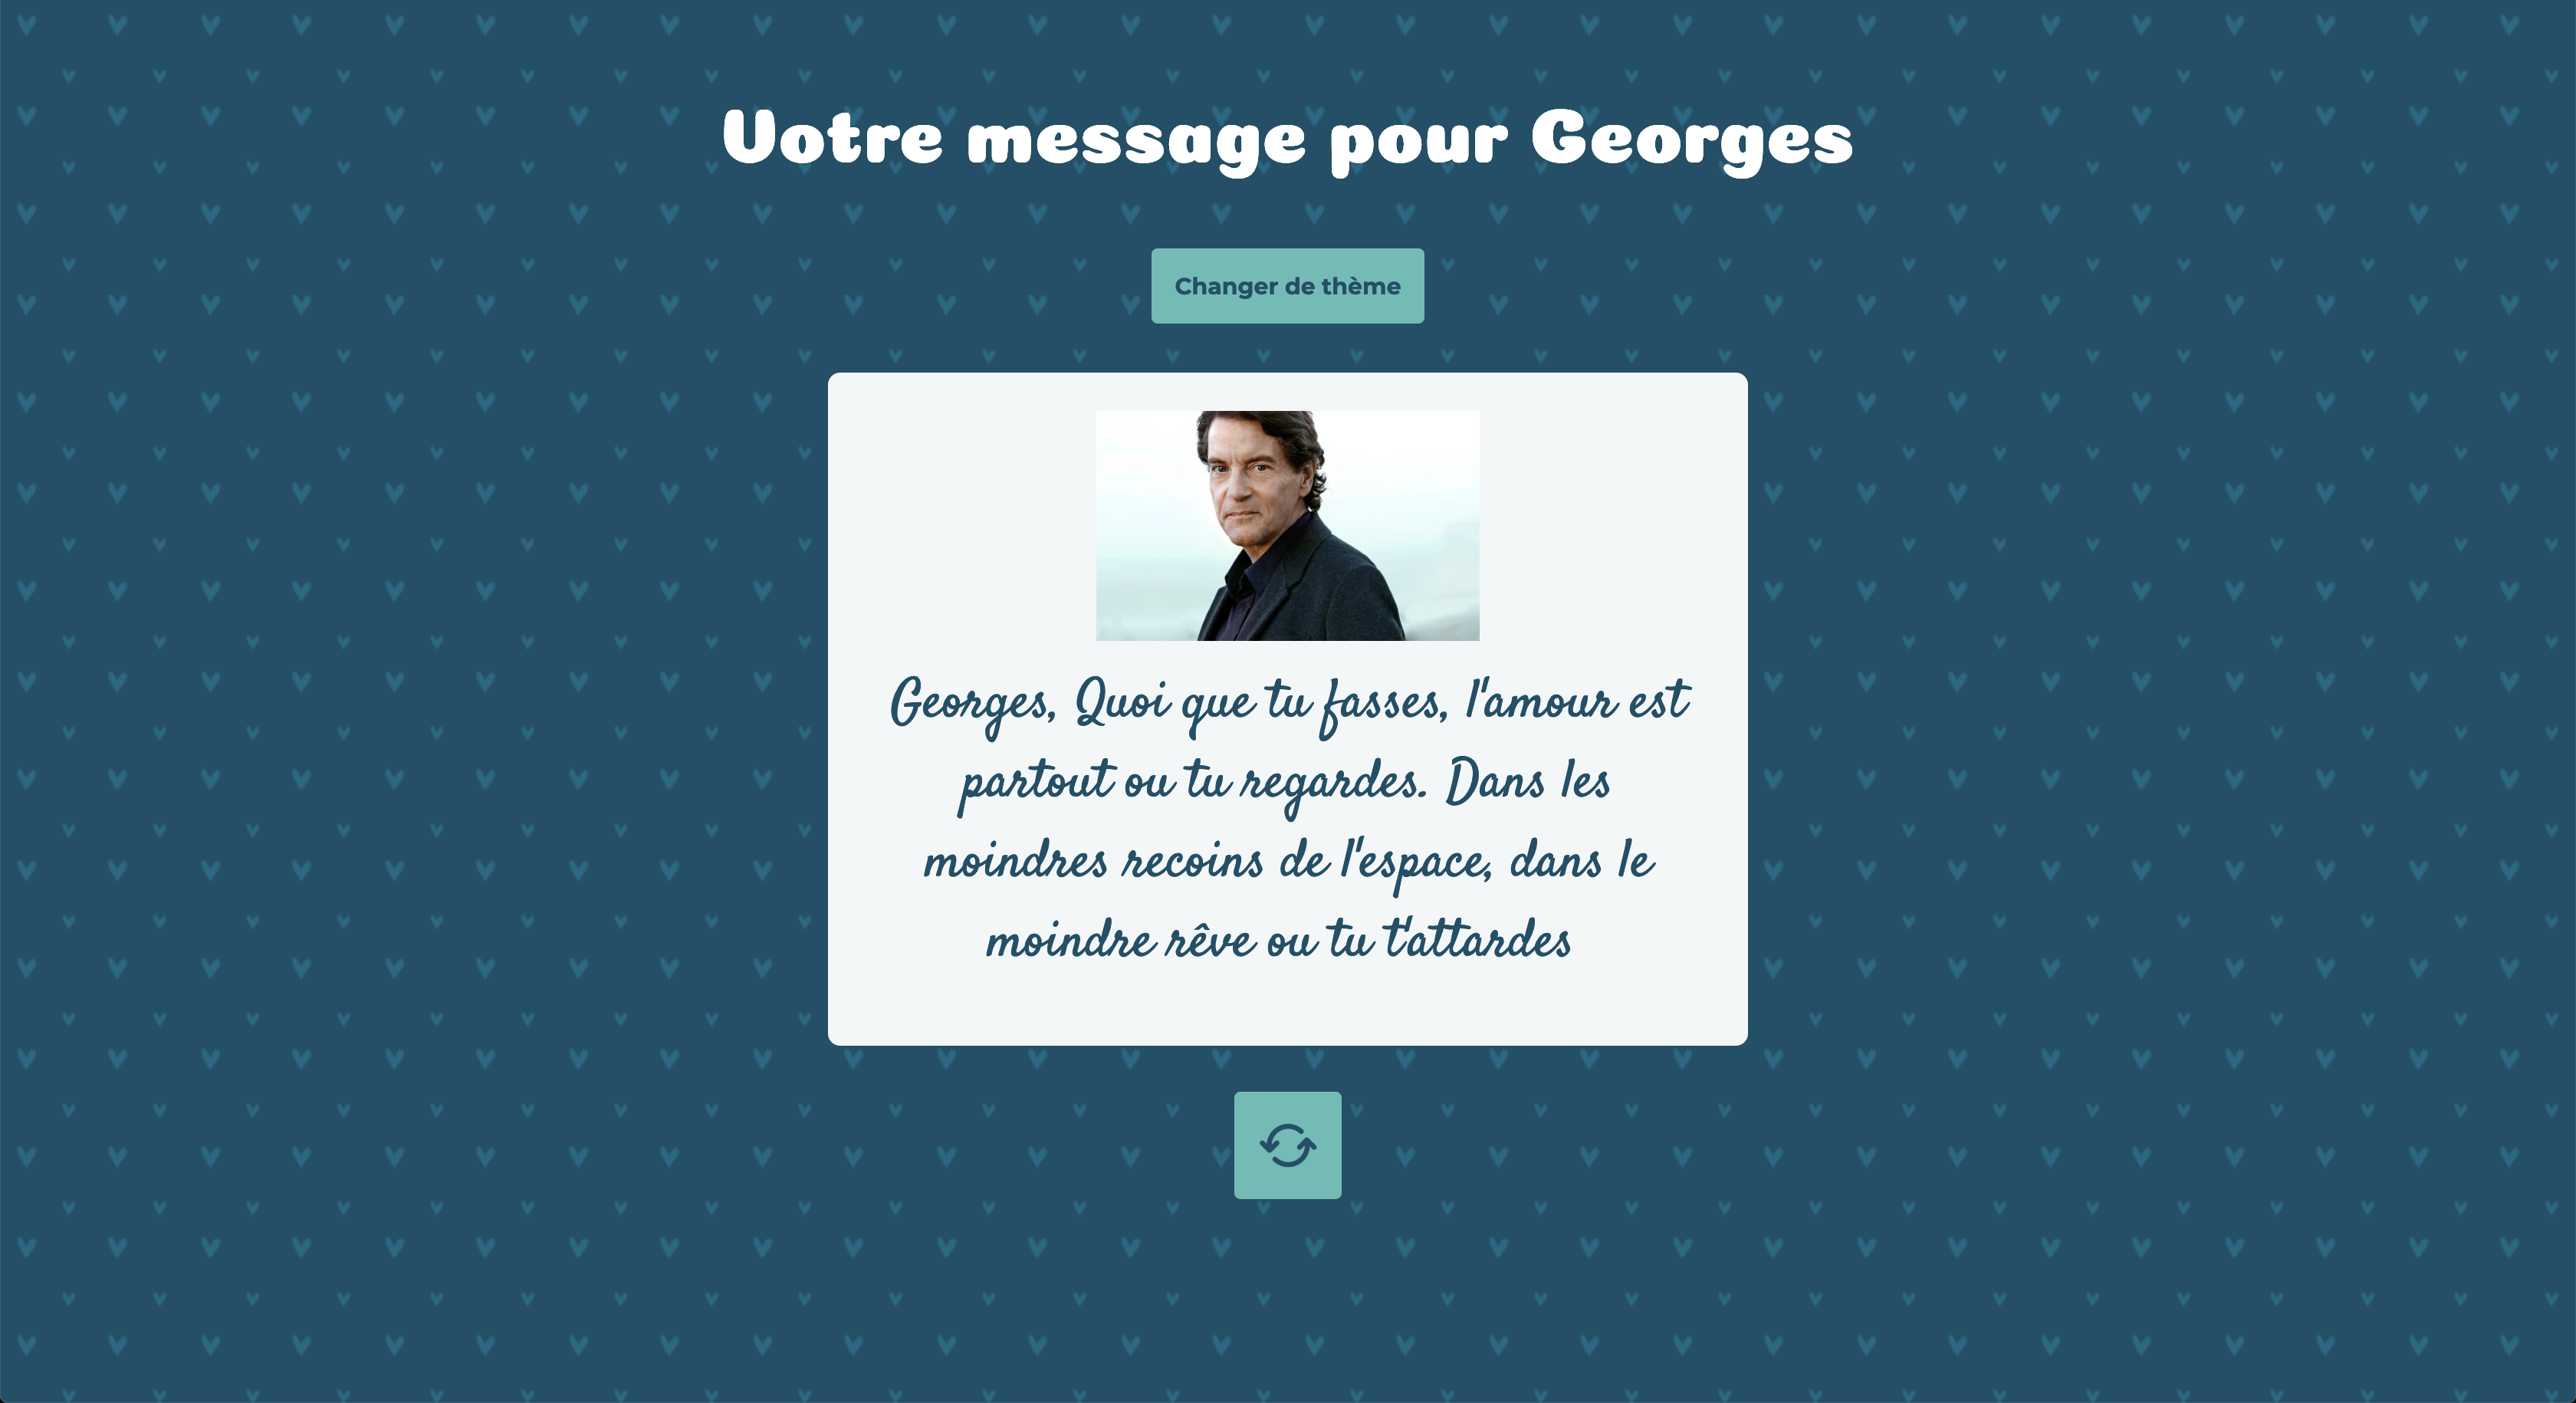 Votre message pour Georges
Changer de thème
Georges, Quoi que tu fasses, l'amour est
partout ou tu regardes. Dans les
moindres recoins de l'espace, dans le
moindre rêve ou tu t'attardes